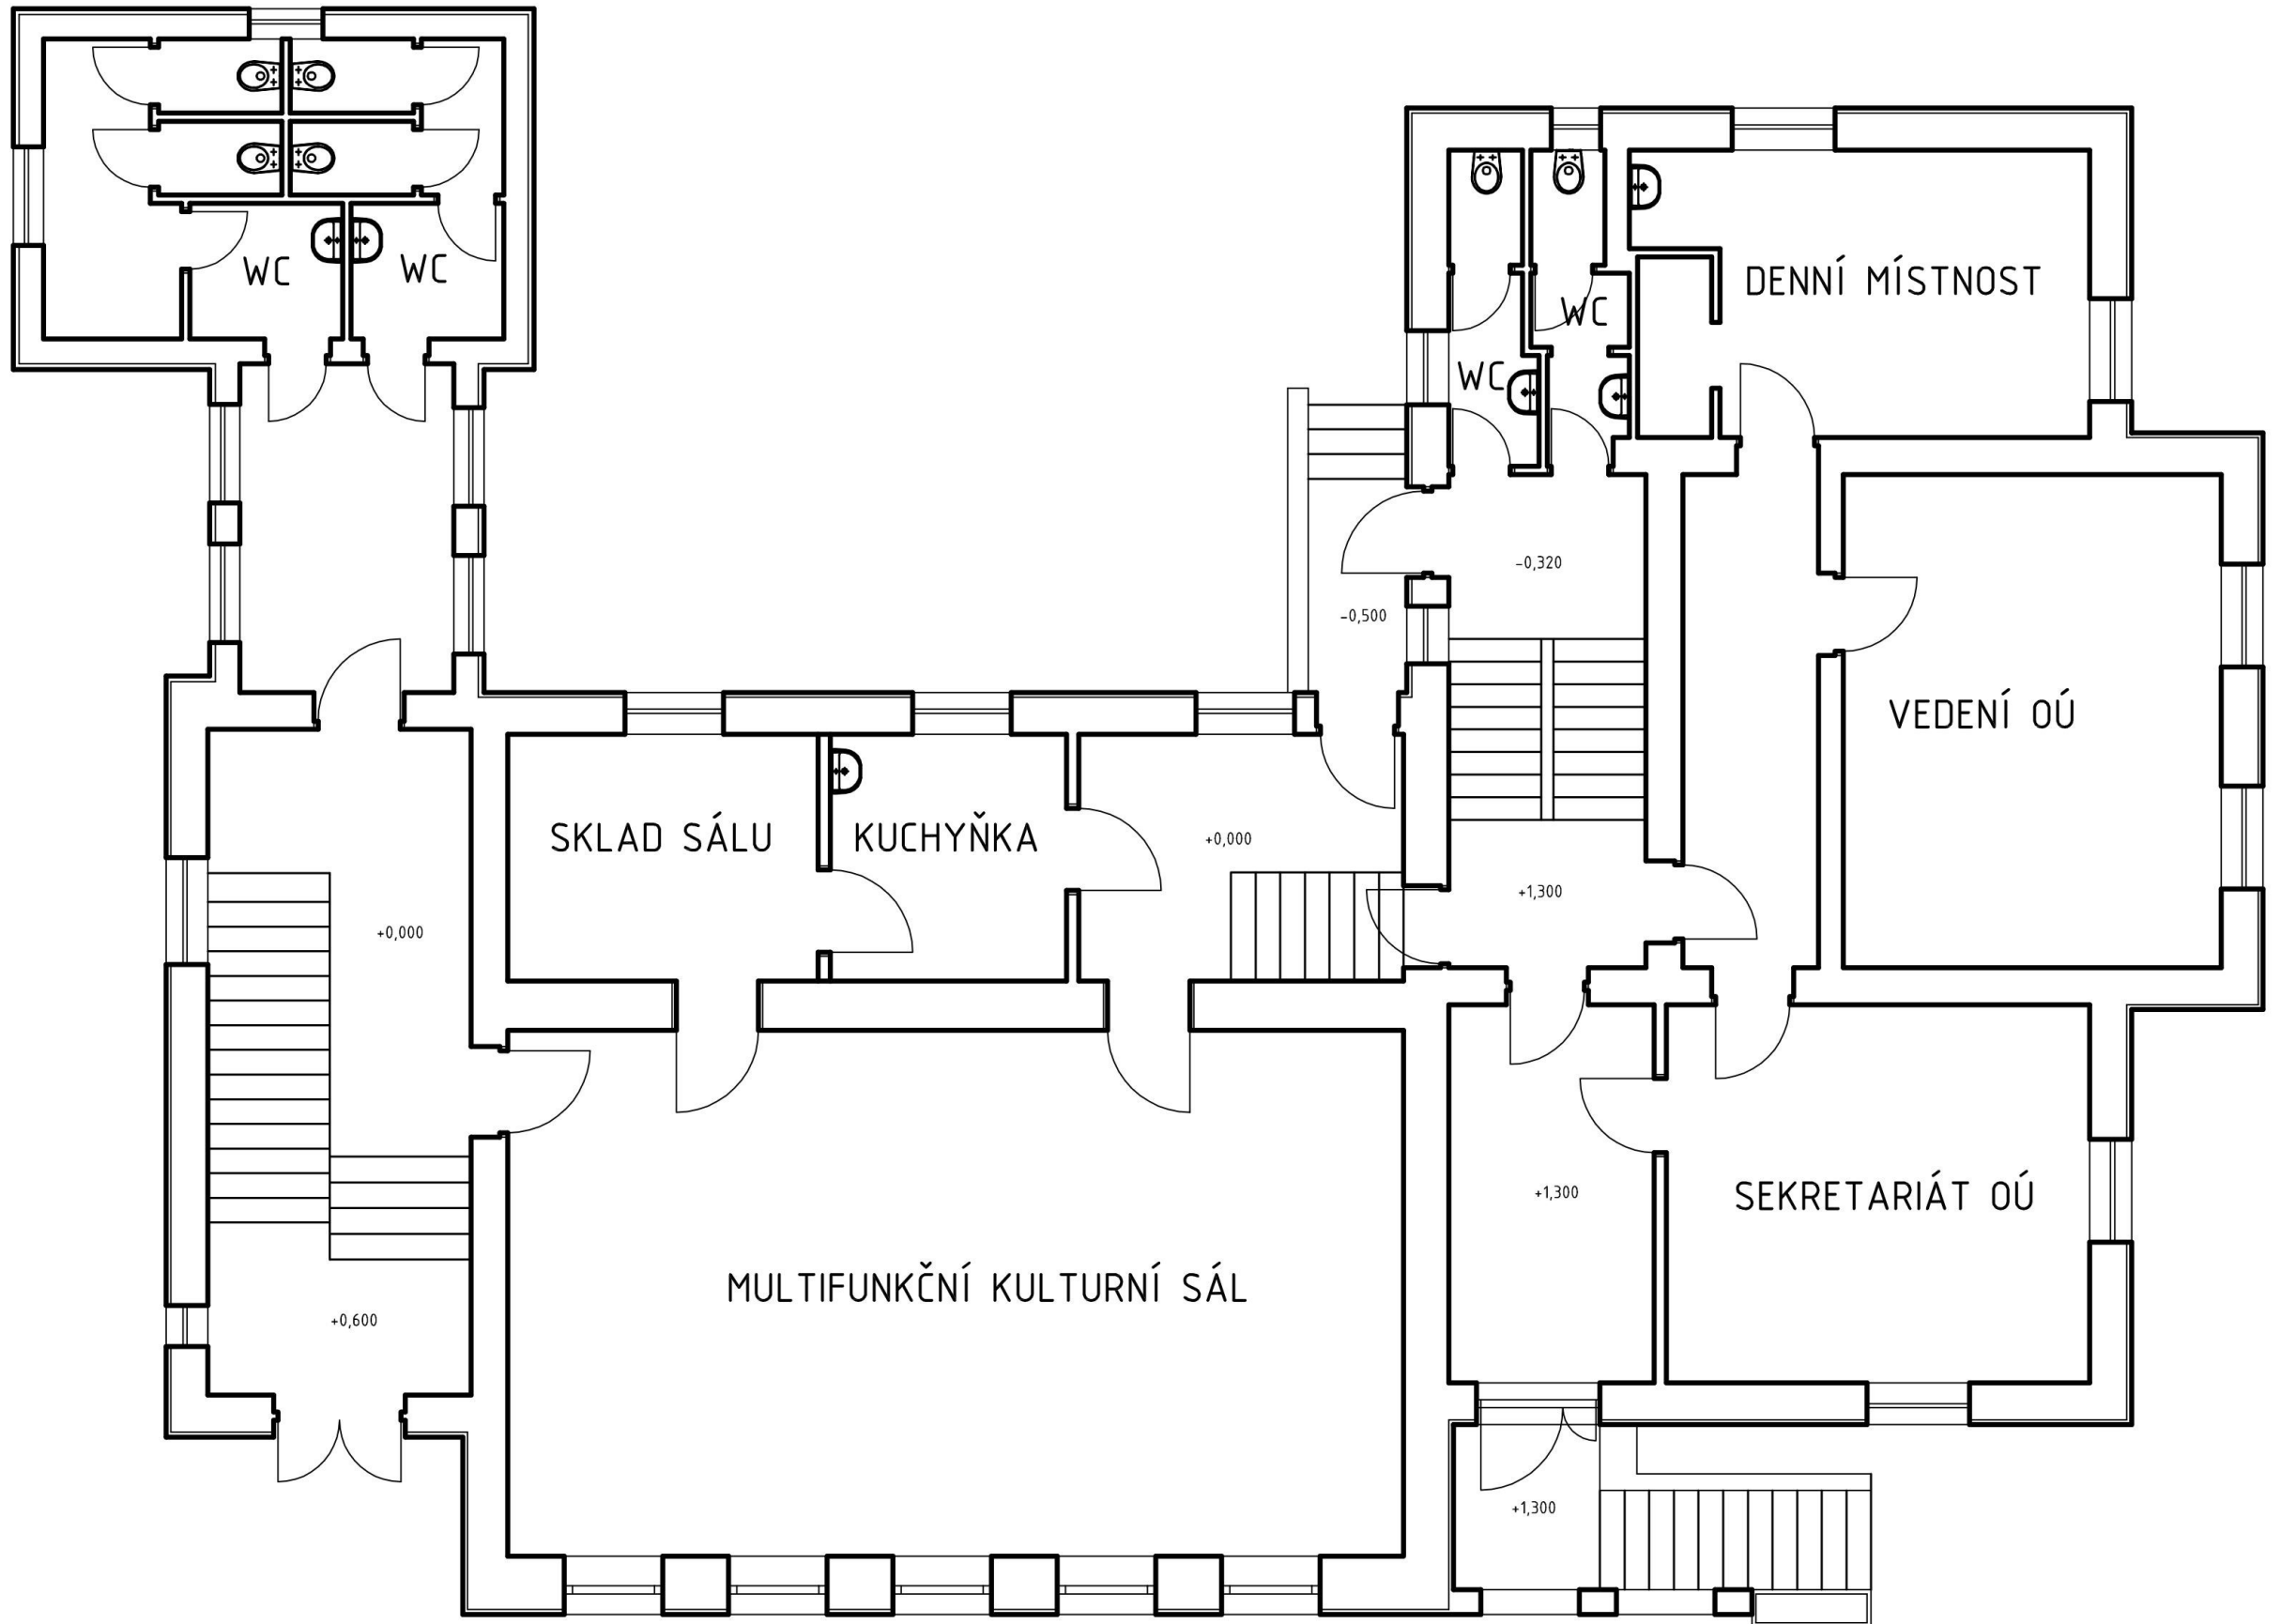 WC
WC
DENNÍ MÍSTNOST
WC
WC
-0,320
-0,500
VEDENÍ OÚ
SKLAD SÁLU
KUCHYŇKA
+0,000
+1,300
+0,000
+1,300
SEKRETARIÁT OÚ
MULTIFUNKČNÍ KULTURNÍ SÁL
+0,600
+1,300